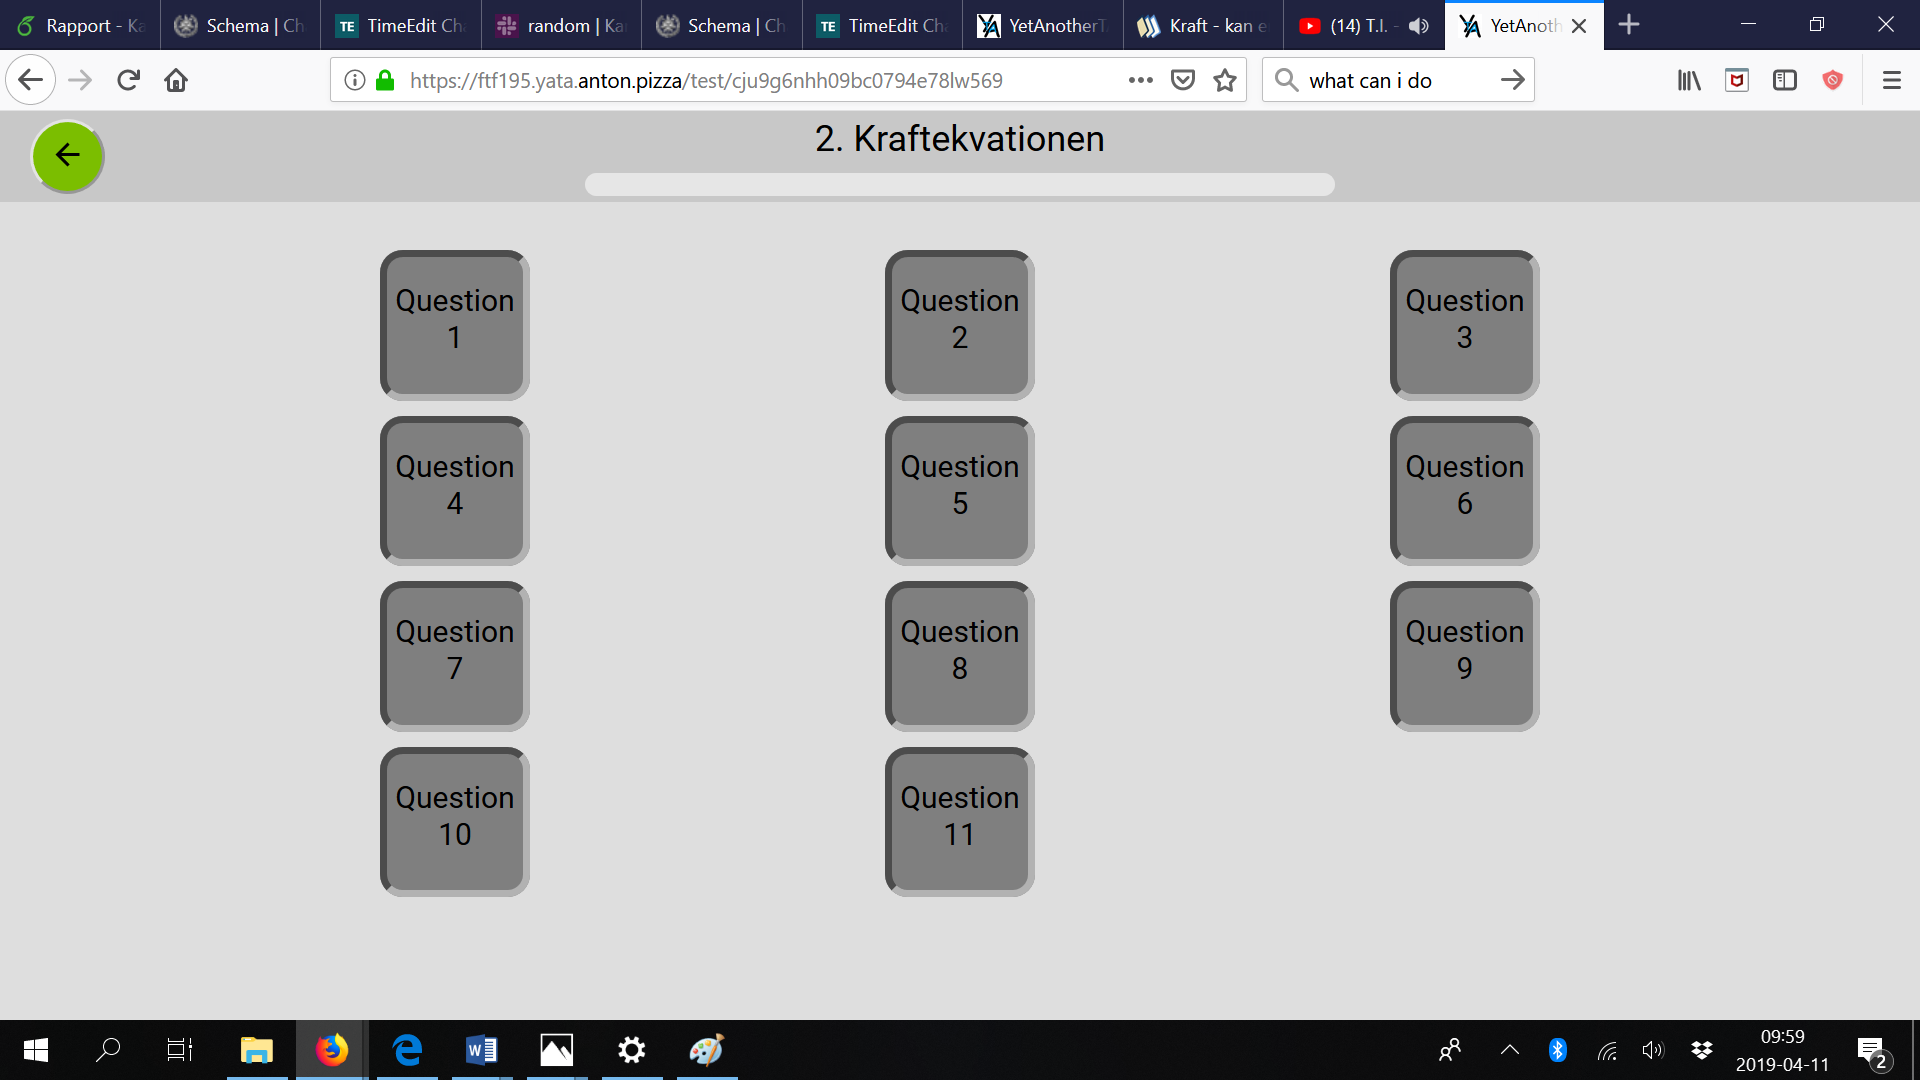 Rapport - Ka
Schema | Ch
TE TimeEdit Ch
random | Ka
Schema | Ch
TE TimeEdit Ch
YetAnotherT
Kraft - kan e
(14) T.I. -
YetAnoth
https://ftf195.yata.anton.pizza/test/cju9g6nhh09bc0794e78lw569
what can i do
2. Kraftekvationen
Question
1
Question
2
Question
3
Question
4
Question
5
Question
6
Question
7
Question
8
Question
9
Question
10
Question
11
09:59
2019-04-11
2